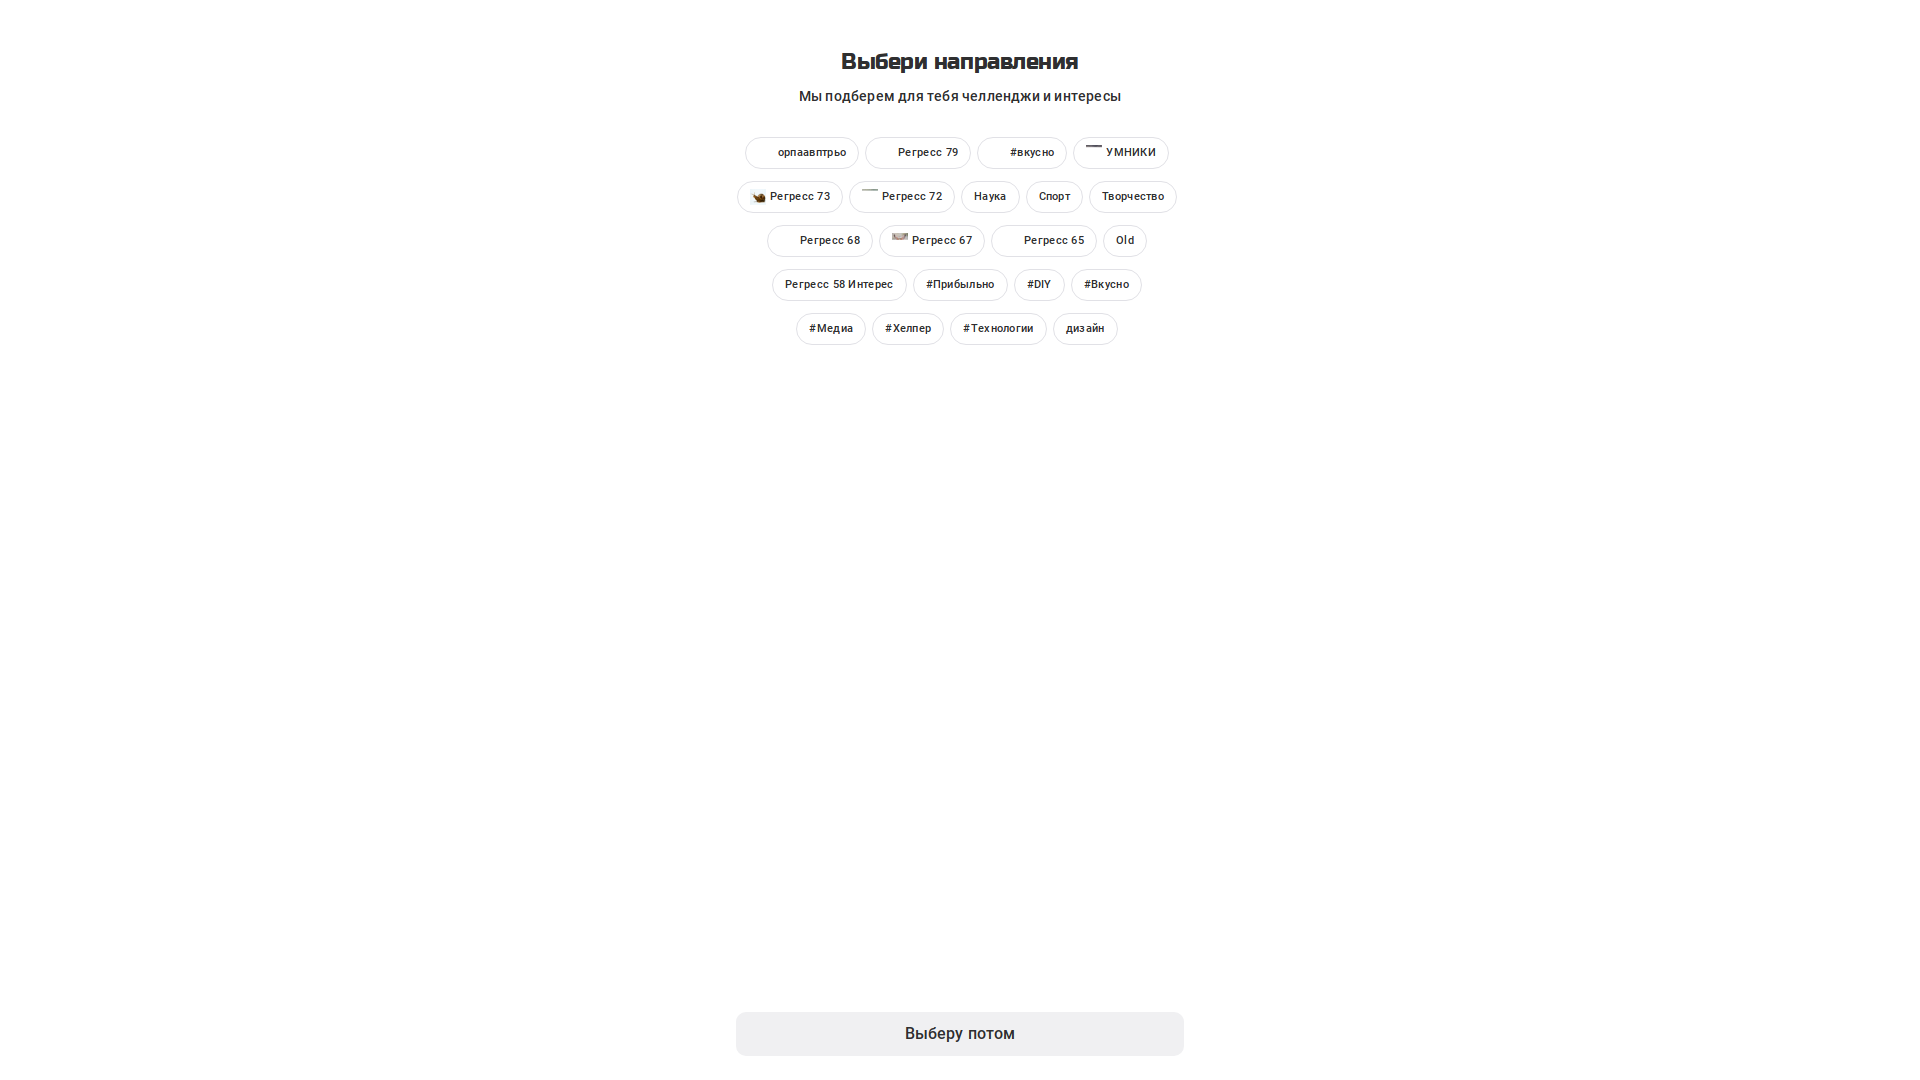 Выбери направления
Мы подберем для тебя челленджи и интересы
орпаавптрьо Регресс 79 #вкусно УМНИКИ
Регресс 73 Регресс 72 Наука Спорт Творчество
Регресс 68 Регресс 67 Регресс 65 Old
Регресс 58 Интерес #Прибыльно #DIY #Вкусно
#Медиа #Хелпер #Технологии дизайн
Выберу потом